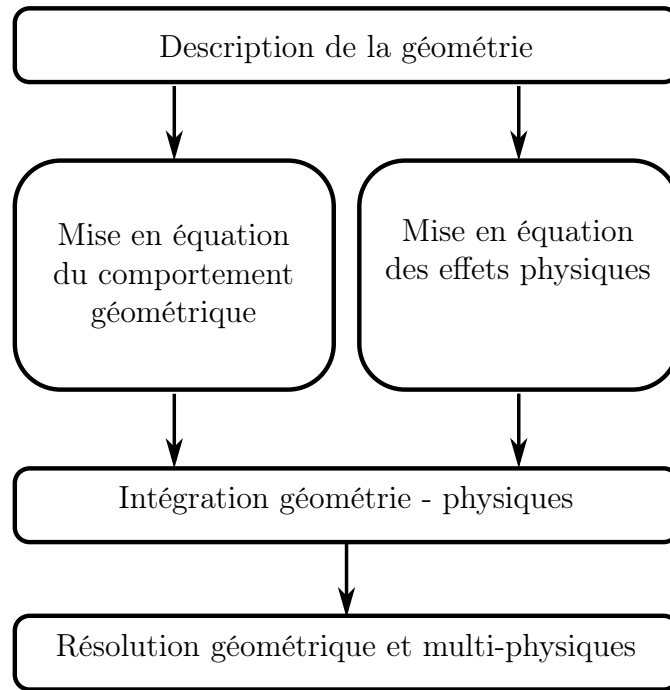 Description de la géométrie
Mise en équation
du comportement
géométrique
Mise en équation
des effets physiques
Intégration géométrie - physiques
Résolution géométrique et multi-physiques